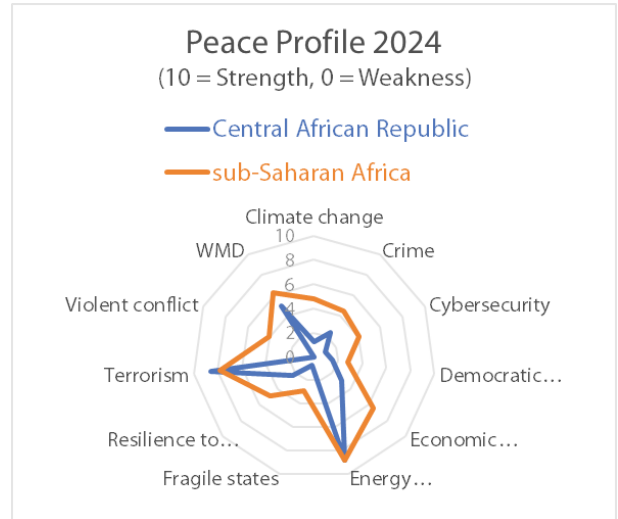 Peace Profile 2024
(10 = Strength, 0 = Weakness)
Central African Republic
sub-Saharan Africa
Climate change
10
8
6
4
2
0
Crime
Cybersecurity
Democratic…
Economic…
Energy…
Fragile states
Resilience to…
Terrorism
Violent conflict
WMD